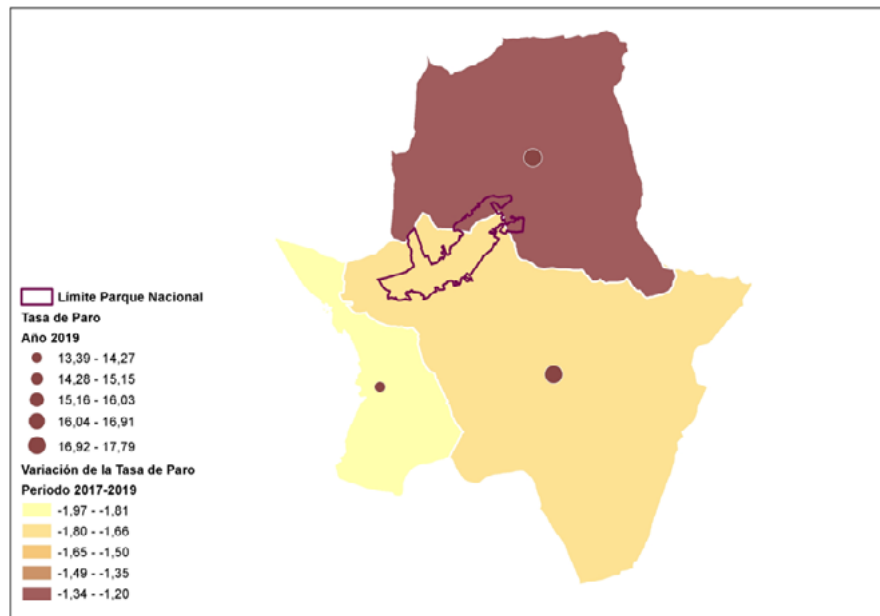 Límite Parque Nacional
Tasa de Paro
Año 2019
13,39 - 14,27
14,28 - 15,15
15,16 - 16,03
16,04 - 16,91
16,92 - 17,79
Variación de la Tasa de Paro
Periodo 2017-2019
-1,97 - -1,81
-1,80 - -1,66
-1,65 - -1,50
-1,49 - -1,35
-1,34 - -1,20